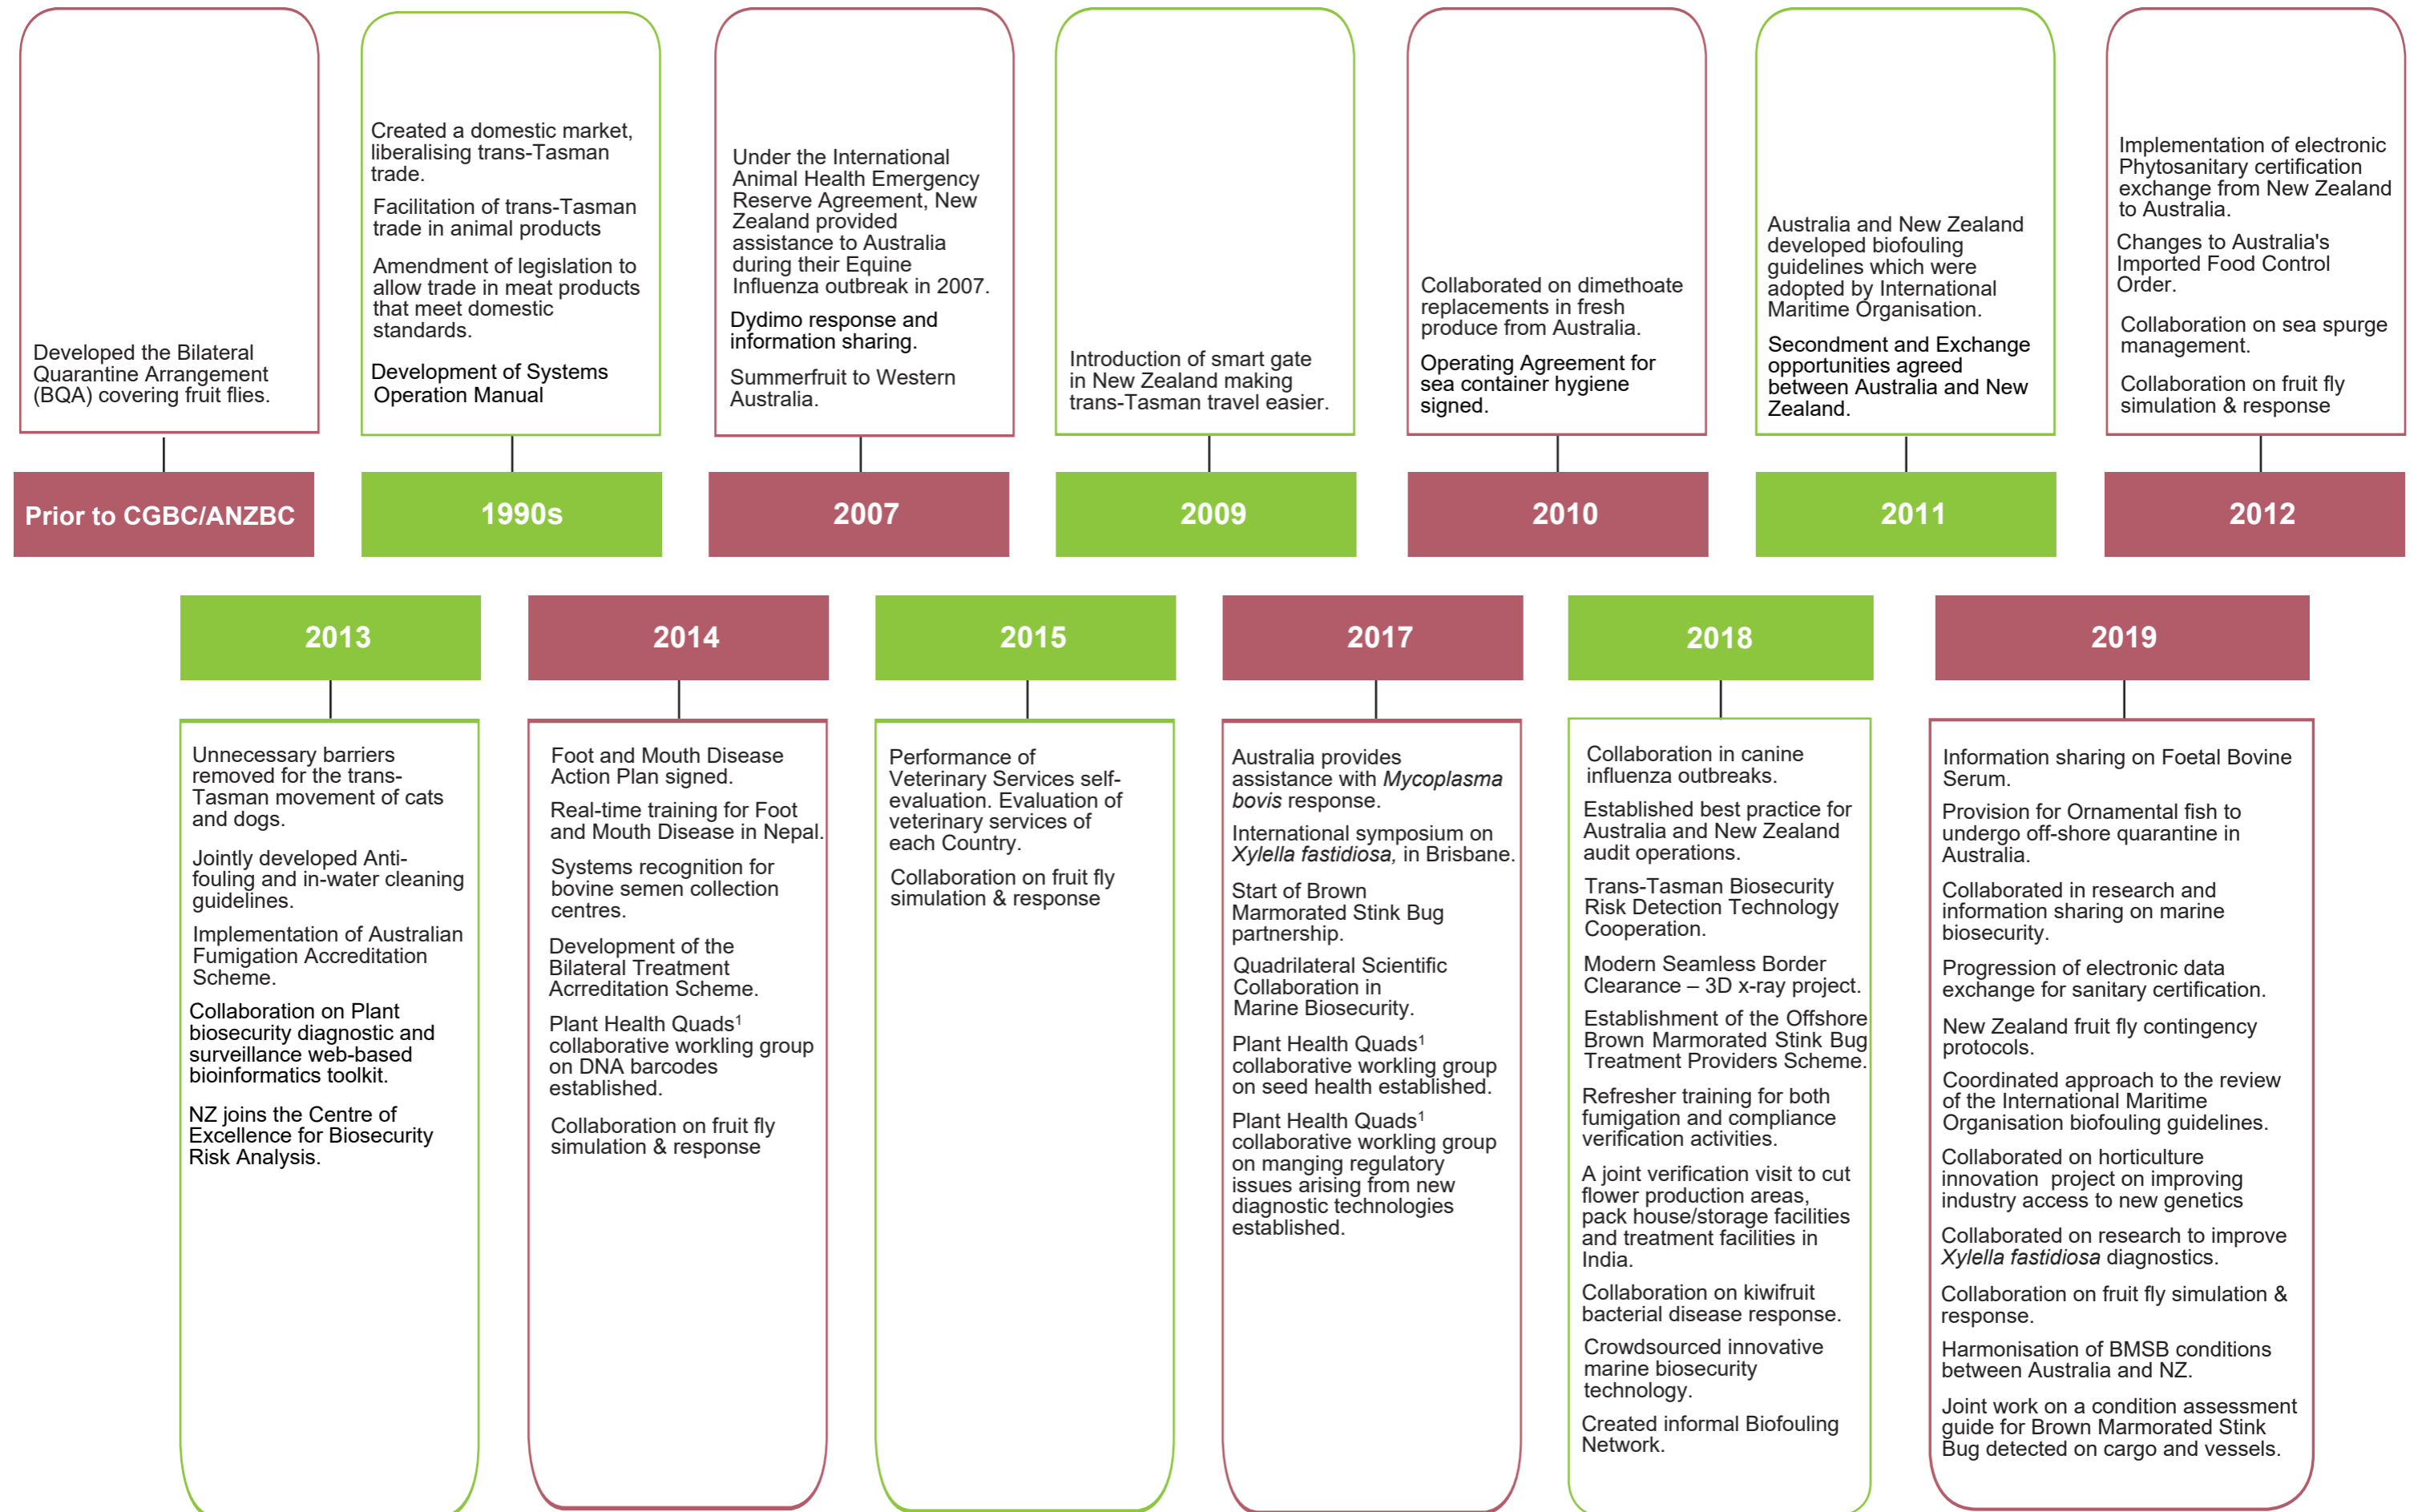 Developed the Bilateral
Quarantine Arrangement
(BQA) covering fruit flies.
Prior to CGBC/ANZBC
Created a domestic market,
liberalising trans-Tasman
trade.
Facilitation of trans-Tasman
trade in animal products
Amendment of legislation to
allow trade in meat products
that meet domestic
standards.
Development of Systems
Operation Manual
1990s
Under the International
Animal Health Emergency
Reserve Agreement, New
Zealand provided
assistance to Australia
during their Equine
Influenza outbreak in 2007.
Dydimo response and
information sharing.
Summerfruit to Western
Australia.
2007
Introduction of smart gate
in New Zealand making
trans-Tasman travel easier.
2009
Collaborated on dimethoate
replacements in fresh
produce from Australia.
Operating Agreement for
sea container hygiene
signed.
2010
Australia and New Zealand
developed biofouling
guidelines which were
adopted by International
Maritime Organisation.
Secondment and Exchange
opportunities agreed
between Australia and New
Zealand.
2011
Implementation of electronic
Phytosanitary certification
exchange from New Zealand
to Australia.
Changes to Australia's
Imported Food Control
Order.
Collaboration on sea spurge
management.
Collaboration on fruit fly
simulation & response
2012
2013
Unnecessary barriers
removed for the trans-
Tasman movement of cats
and dogs.
Jointly developed Anti-
fouling and in-water cleaning
guidelines.
Implementation of Australian
Fumigation Accreditation
Scheme.
Collaboration on Plant
biosecurity diagnostic and
surveillance web-based
bioinformatics toolkit.
NZ joins the Centre of
Excellence for Biosecurity
Risk Analysis.
2014
Foot and Mouth Disease
Action Plan signed.
Real-time training for Foot
and Mouth Disease in Nepal.
Systems recognition for
bovine semen collection
centres.
Development of the
Bilateral Treatment
Acrreditation Scheme.
Plant Health Quads¹
collaborative workling group
on DNA barcodes
established.
Collaboration on fruit fly
simulation & response
2015
Performance of
Veterinary Services self-
evaluation. Evaluation of
veterinary services of
each Country.
Collaboration on fruit fly
simulation & response
2017
Australia provides
assistance with Mycoplasma
bovis response.
International symposium on
Xylella fastidiosa, in Brisbane.
Start of Brown
Marmorated Stink Bug
partnership.
Quadrilateral Scientific
Collaboration in
Marine Biosecurity.
Plant Health Quads¹
collaborative workling group
on seed health established.
Plant Health Quads¹
collaborative workling group
on manging regulatory
issues arising from new
diagnostic technologies
established.
2018
Collaboration in canine
influenza outbreaks.
Established best practice for
Australia and New Zealand
audit operations.
Trans-Tasman Biosecurity
Risk Detection Technology
Cooperation.
Modern Seamless Border
Clearance – 3D x-ray project.
Establishment of the Offshore
Brown Marmorated Stink Bug
Treatment Providers Scheme.
Refresher training for both
fumigation and compliance
verification activities.
A joint verification visit to cut
flower production areas,
pack house/storage facilities
and treatment facilities in
India.
Collaboration on kiwifruit
bacterial disease response.
Crowdsourced innovative
marine biosecurity
technology.
Created informal Biofouling
Network.
2019
Information sharing on Foetal Bovine
Serum.
Provision for Ornamental fish to
undergo off-shore quarantine in
Australia.
Collaborated in research and
information sharing on marine
biosecurity.
Progression of electronic data
exchange for sanitary certification.
New Zealand fruit fly contingency
protocols.
Coordinated approach to the review
of the International Maritime
Organisation biofouling guidelines.
Collaborated on horticulture
innovation  project on improving
industry access to new genetics
Collaborated on research to improve
Xylella fastidiosa diagnostics.
Collaboration on fruit fly simulation &
response.
Harmonisation of BMSB conditions
between Australia and NZ.
Joint work on a condition assessment
guide for Brown Marmorated Stink
Bug detected on cargo and vessels.